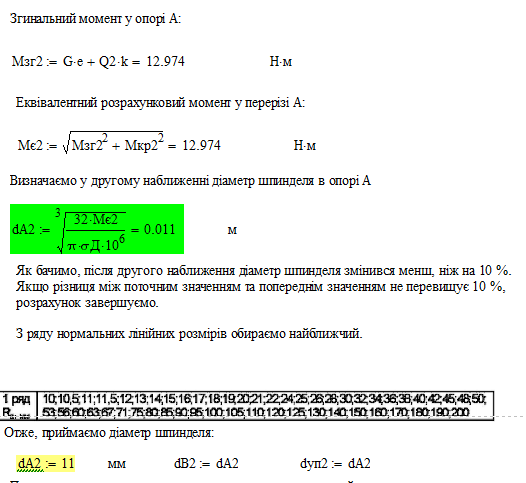 Згинальний момент у опорі А:
Мзг2 := G·e + Q2·k = 12.974 Н·м
Еквівалентний розрахунковий момент у перерізі А:
Мє2 := √(Мзг2² + Мкр2²) = 12.974 Н·м
Визначаємо у другому наближенні діаметр шпинделя в опорі А
dA2 := ∛(32·Мє2 / (π·σД·10⁶)) = 0.011 м
Як бачимо, після другого наближення діаметр шпинделя змінився менш, ніж на 10 %.
Якщо різниця між поточним значенням та попереднім значенням не перевищує 10 %,
розрахунок завершуємо.
З ряду нормальних лінійних розмірів обираємо найближчий.
1 ряд 10;10,5;11;11,5;12;13;14;15;16;17;18;19;20;21;22;24;25;26;28;30;32;34;36;38;40;42;45;48;50;
53;56;60;63;67;71;75;80;85;90;95;100;105;110;120;125;130;140;150;160;170;180;190;200
Отже, приймаємо діаметр шпинделя:
dA2 := 11 мм dB2 := dA2 dуп2 := dA2